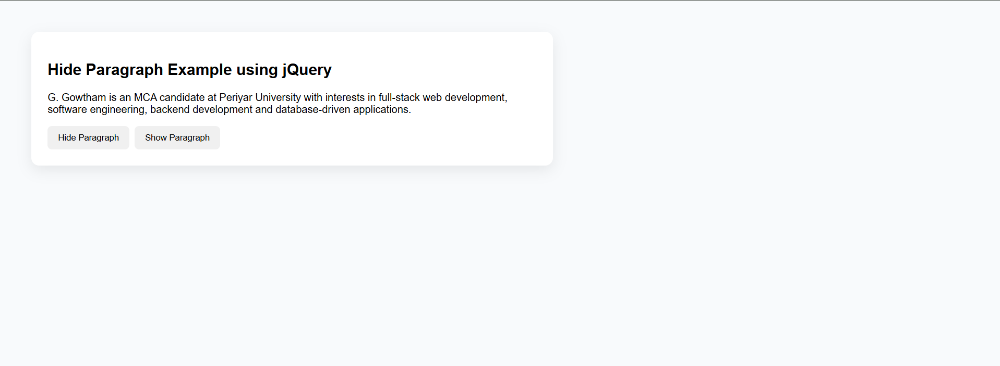 Hide Paragraph Example using jQuery
G. Gowtham is an MCA candidate at Periyar University with interests in full-stack web development,
software engineering, backend development and database-driven applications.
Hide Paragraph
Show Paragraph